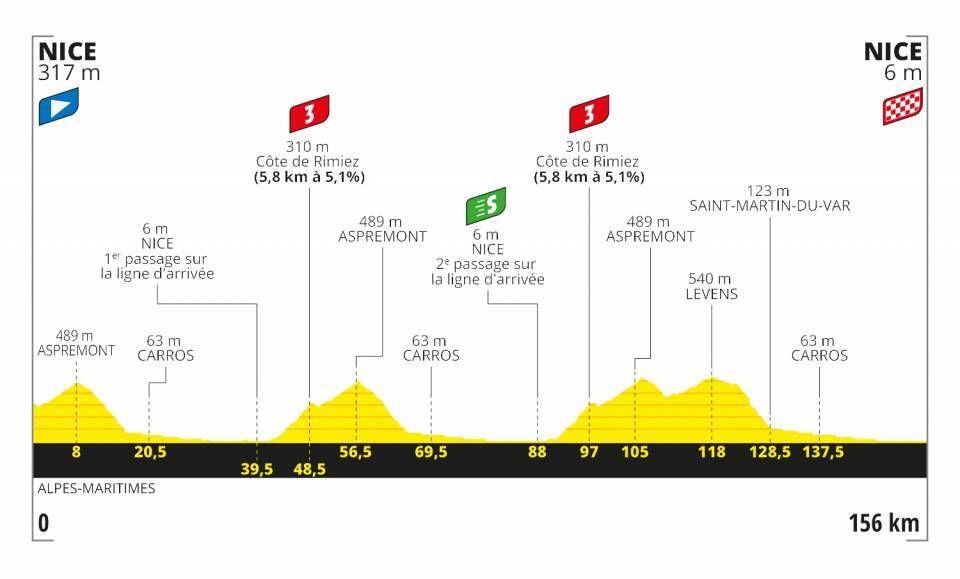 NICE
317 m
NICE
6 m
3
310 m
Côte de Rimiez
(5,8 km à 5,1%)
3
310 m
Côte de Rimiez
(5,8 km à 5,1%)
S
6 m
NICE
1er passage sur
la ligne d'arrivée
489 m
ASPREMONT
6 m
NICE
2e passage sur
la ligne d'arrivée
489 m
ASPREMONT
123 m
SAINT-MARTIN-DU-VAR
540 m
LEVENS
489 m
ASPREMONT
63 m
CARROS
63 m
CARROS
63 m
CARROS
8 20,5 39,5 48,5 56,5 69,5 88 97 105 118 128,5 137,5
ALPES-MARITIMES
0 156 km